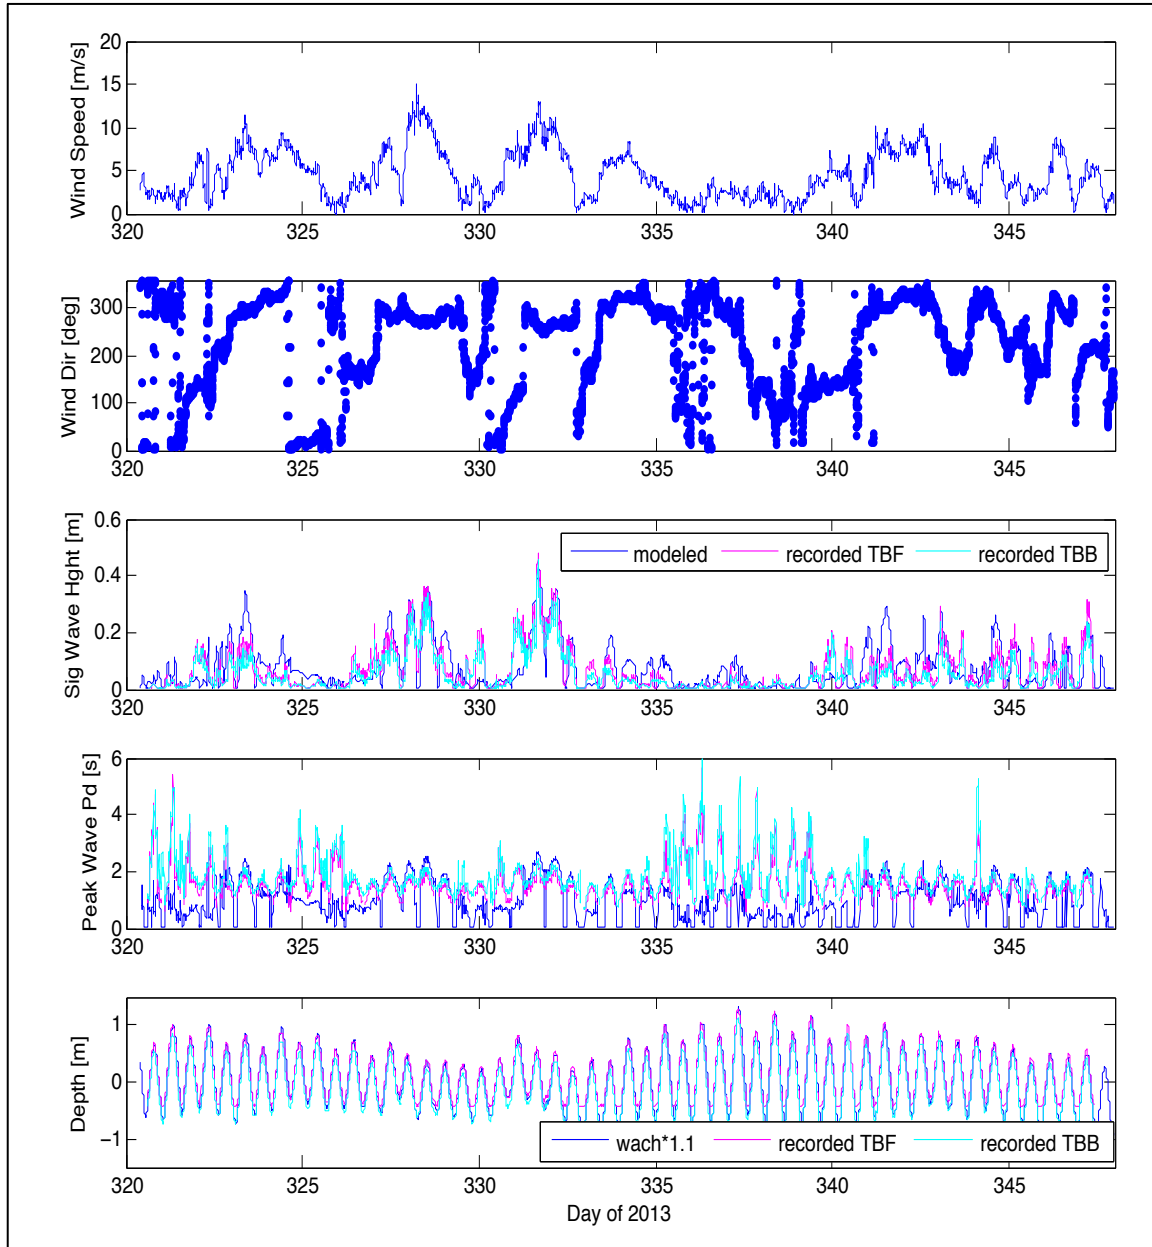 20
15
10
5
0
Wind Speed [m/s]
320 325 330 335 340 345
300
200
100
0
Wind Dir [deg]
320 325 330 335 340 345
0.6
0.4
0.2
0
Sig Wave Hght [m]
modeled recorded TBF recorded TBB
320 325 330 335 340 345
6
4
2
0
Peak Wave Pd [s]
320 325 330 335 340 345
1
0
−1
Depth [m]
wach*1.1 recorded TBF recorded TBB
320 325 330 335 340 345
Day of 2013